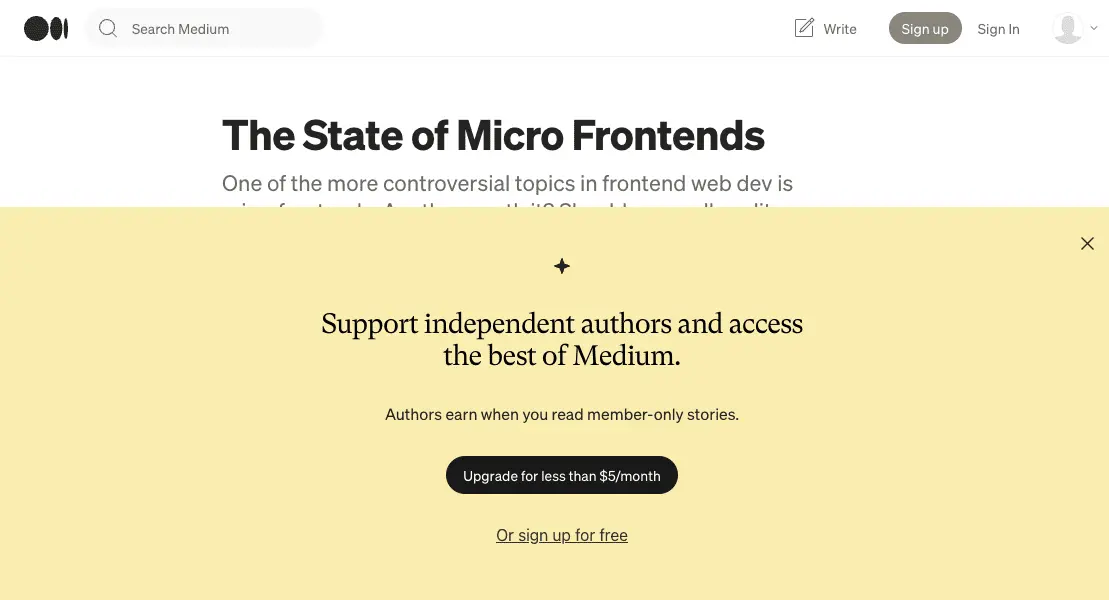 Search Medium
Write
Sign up
Sign In
The State of Micro Frontends
One of the more controversial topics in frontend web dev is
Support independent authors and access
the best of Medium.
Authors earn when you read member-only stories.
Upgrade for less than $5/month
Or sign up for free